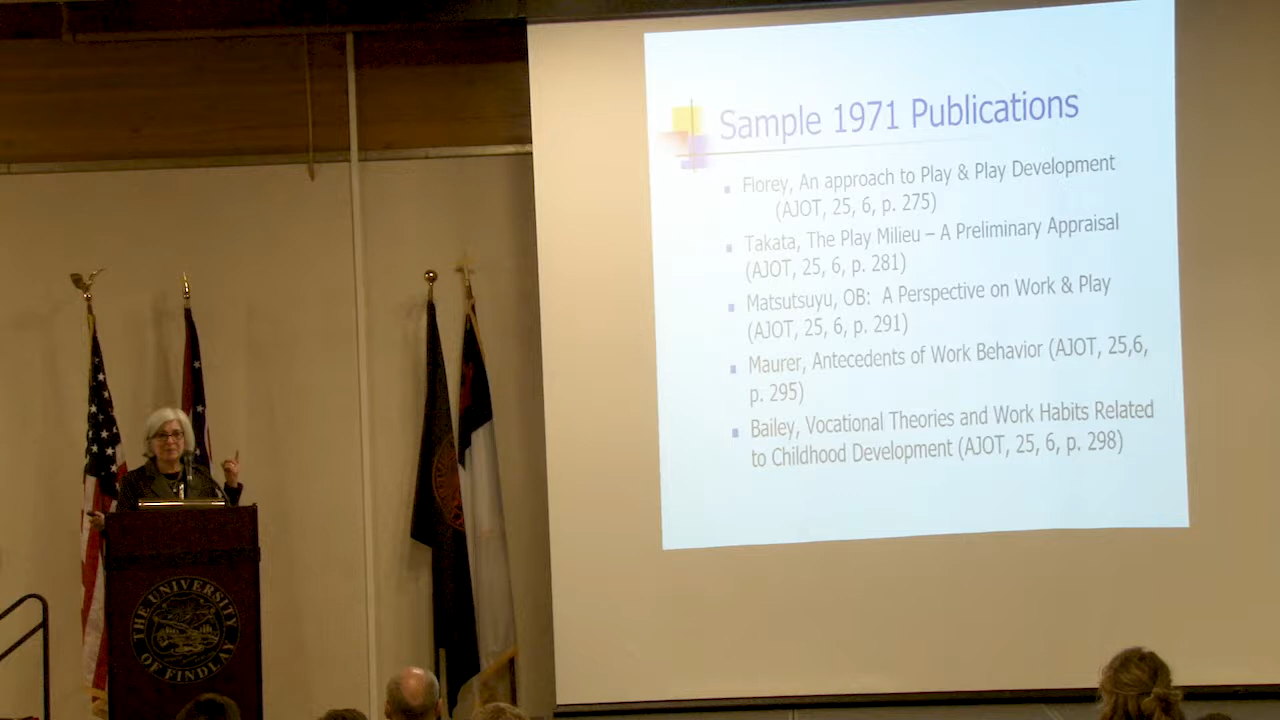 Sample 1971 Publications
Florey, An approach to Play & Play Development
(AJOT, 25, 6, p. 275)
Takata, The Play Milieu – A Preliminary Appraisal
(AJOT, 25, 6, p. 281)
Matsutsuyu, OB: A Perspective on Work & Play
(AJOT, 25, 6, p. 291)
Maurer, Antecedents of Work Behavior (AJOT, 25,6,
p. 295)
Bailey, Vocational Theories and Work Habits Related
to Childhood Development (AJOT, 25, 6, p. 298)
THE UNIVERSITY
OF FINDLAY